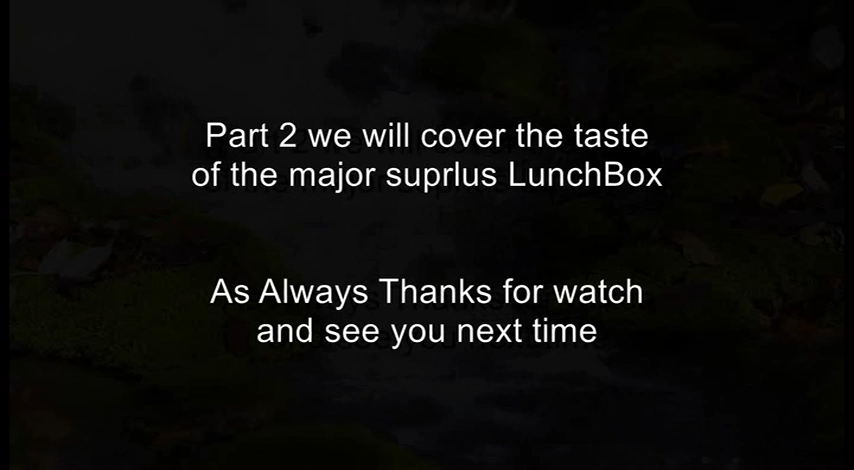 Part 2 we will cover the taste
of the major suprlus LunchBox
As Always Thanks for watch
and see you next time